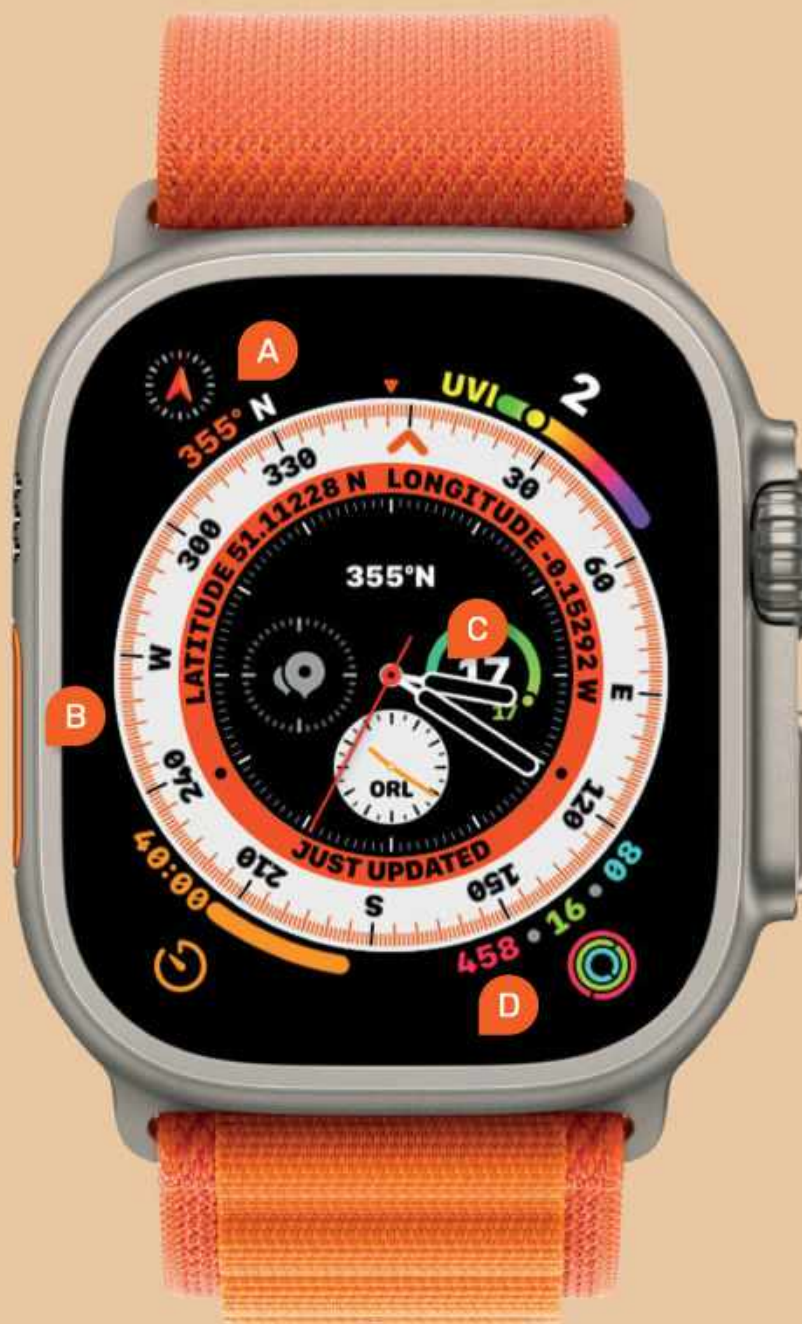 A
355° N
UVI 2
330
30
300
60
LATITUDE 51.11228 N LONGITUDE -0.15292 W
355°N
C
17
17
W
E
B
240
120
ORL
JUST UPDATED
210
150
S
40:00
458 • 16 • 08
D